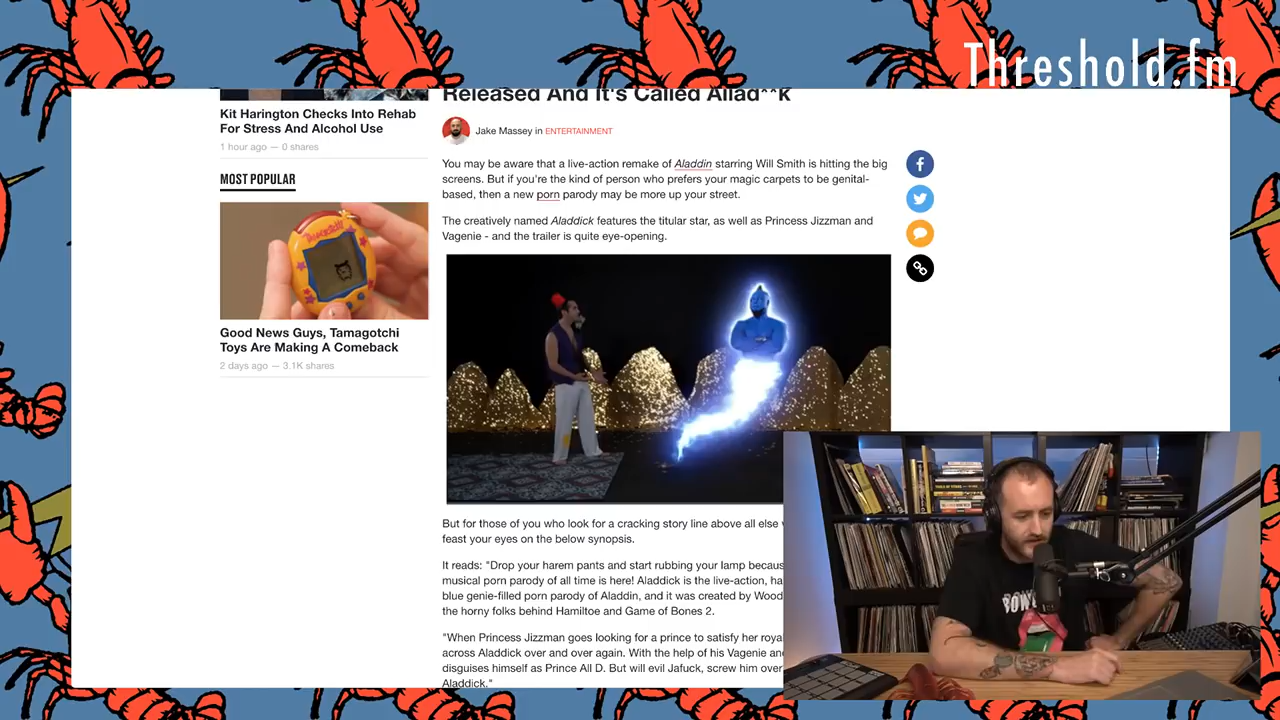 Threshold.fm
Released And It's Called Allad**k
Kit Harington Checks Into Rehab
For Stress And Alcohol Use
1 hour ago — 0 shares
MOST POPULAR
Good News Guys, Tamagotchi
Toys Are Making A Comeback
2 days ago — 3.1K shares
Jake Massey in ENTERTAINMENT
You may be aware that a live-action remake of Aladdin starring Will Smith is hitting the big
screens. But if you're the kind of person who prefers your magic carpets to be genital-
based, then a new porn parody may be more up your street.
The creatively named Aladdick features the titular star, as well as Princess Jizzman and
Vagenie - and the trailer is quite eye-opening.
But for those of you who look for a cracking story line above all else
feast your eyes on the below synopsis.
It reads: "Drop your harem pants and start rubbing your lamp becaus
musical porn parody of all time is here! Aladdick is the live-action, ha
blue genie-filled porn parody of Aladdin, and it was created by Wood
the horny folks behind Hamiltoe and Game of Bones 2.
"When Princess Jizzman goes looking for a prince to satisfy her roya
across Aladdick over and over again. With the help of his Vagenie and
disguises himself as Prince All D. But will evil Jafuck, screw him over
Aladdick."